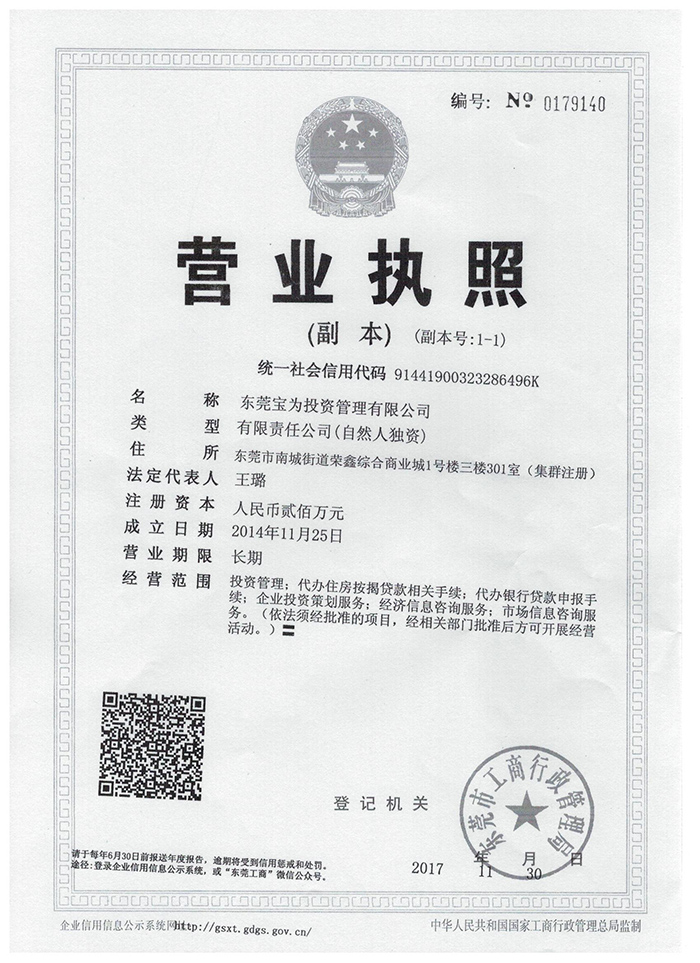 编号: No 0179140
营业执照
(副 本) (副本号:1-1)
统一社会信用代码 91441900323286496K
名 称 东莞宝为投资管理有限公司
类 型 有限责任公司(自然人独资)
住 所 东莞市南城街道荣鑫综合商业城1号楼三楼301室(集群注册)
法定代表人 王璐
注册资本 人民币贰佰万元
成立日期 2014年11月25日
营业期限 长期
经营范围 投资管理;代办住房按揭贷款相关手续;代办银行贷款申报手
续;企业投资策划服务;经济信息咨询服务;市场信息咨询服
务。(依法须经批准的项目,经相关部门批准后方可开展经营
活动。)〓
东莞市工商行政管理局
登记机关
2017 年 11 月 30 日
请于每年6月30日前报送年度报告,逾期将受到信用惩戒和处罚。
途径:登录企业信用信息公示系统,或“东莞工商”微信公众号。
企业信用信息公示系统网址http://gsxt.gdgs.gov.cn/
中华人民共和国国家工商行政管理总局监制